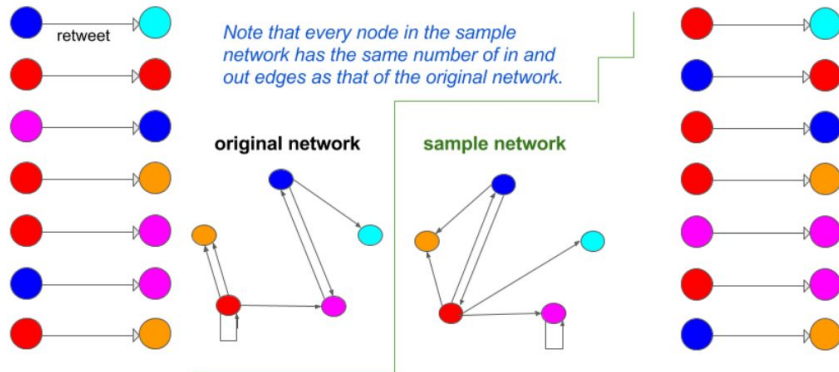 retweet
Note that every node in the sample
network has the same number of in and
out edges as that of the original network.
original network
sample network